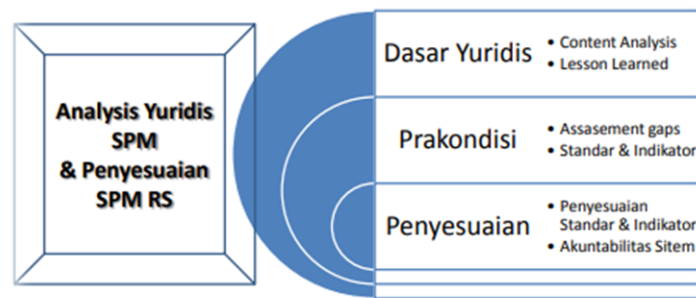 Analysis Yuridis
SPM
& Penyesuaian
SPM RS
Dasar Yuridis
• Content Analysis
• Lesson Learned
Prakondisi
• Assasement gaps
• Standar & Indikator
Penyesuaian
• Penyesuaian
Standar & Indikator
• Akuntabilitas Sitem